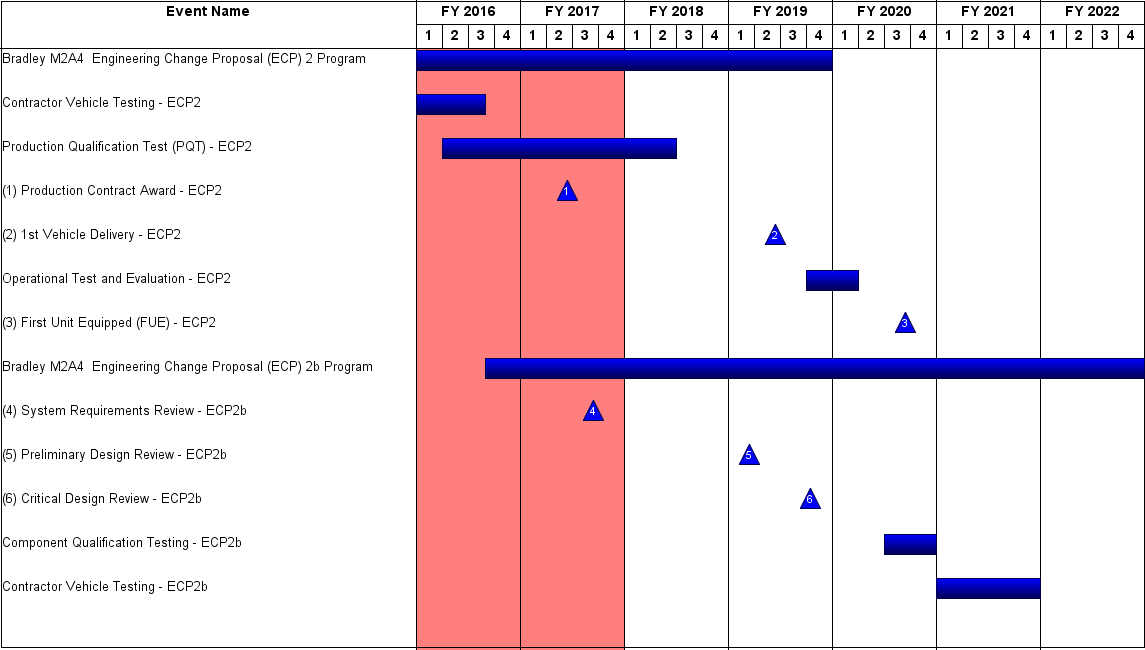 Event Name FY 2016 FY 2017 FY 2018 FY 2019 FY 2020 FY 2021 FY 2022
1 2 3 4 1 2 3 4 1 2 3 4 1 2 3 4 1 2 3 4 1 2 3 4 1 2 3 4
Bradley M2A4  Engineering Change Proposal (ECP) 2 Program
Contractor Vehicle Testing - ECP2
Production Qualification Test (PQT) - ECP2
(1) Production Contract Award - ECP2 1
(2) 1st Vehicle Delivery - ECP2 2
Operational Test and Evaluation - ECP2
(3) First Unit Equipped (FUE) - ECP2 3
Bradley M2A4  Engineering Change Proposal (ECP) 2b Program
(4) System Requirements Review - ECP2b 4
(5) Preliminary Design Review - ECP2b 5
(6) Critical Design Review - ECP2b 6
Component Qualification Testing - ECP2b
Contractor Vehicle Testing - ECP2b